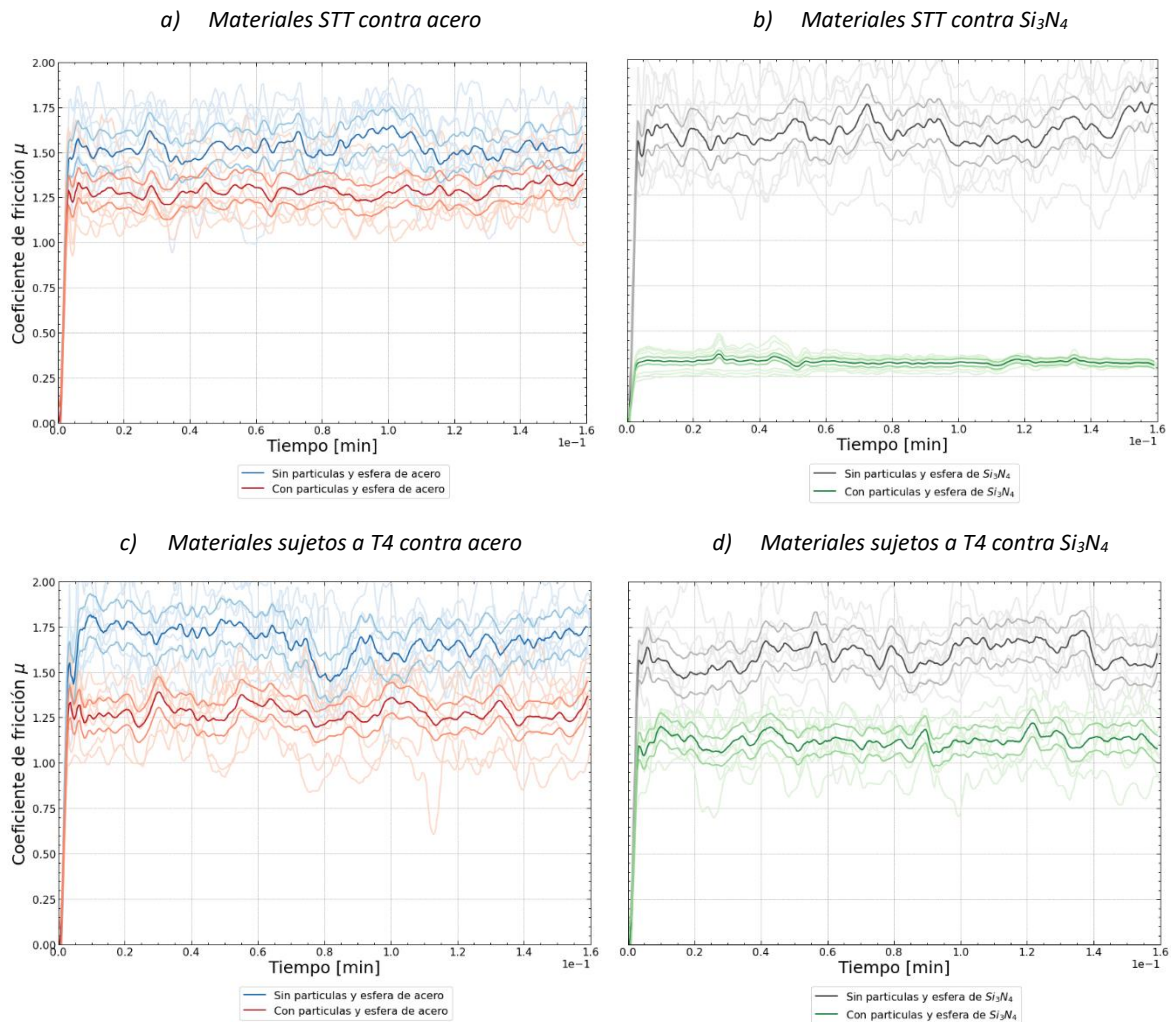 a) Materiales STT contra acero
b) Materiales STT contra Si₃N₄
2.00
1.75
1.50
1.25
1.00
0.75
0.50
0.25
0.00
Coeficiente de fricción μ
0.0 0.2 0.4 0.6 0.8 1.0 1.2 1.4 1.6
1e−1
Tiempo [min]
Sin particulas y esfera de acero
Con particulas y esfera de acero
0.0 0.2 0.4 0.6 0.8 1.0 1.2 1.4 1.6
1e−1
Tiempo [min]
Sin particulas y esfera de Si₃N₄
Con particulas y esfera de Si₃N₄
c) Materiales sujetos a T4 contra acero
d) Materiales sujetos a T4 contra Si₃N₄
2.00
1.75
1.50
1.25
1.00
0.75
0.50
0.25
0.00
Coeficiente de fricción μ
0.0 0.2 0.4 0.6 0.8 1.0 1.2 1.4 1.6
1e−1
Tiempo [min]
Sin particulas y esfera de acero
Con particulas y esfera de acero
0.0 0.2 0.4 0.6 0.8 1.0 1.2 1.4 1.6
1e−1
Tiempo [min]
Sin particulas y esfera de Si₃N₄
Con particulas y esfera de Si₃N₄